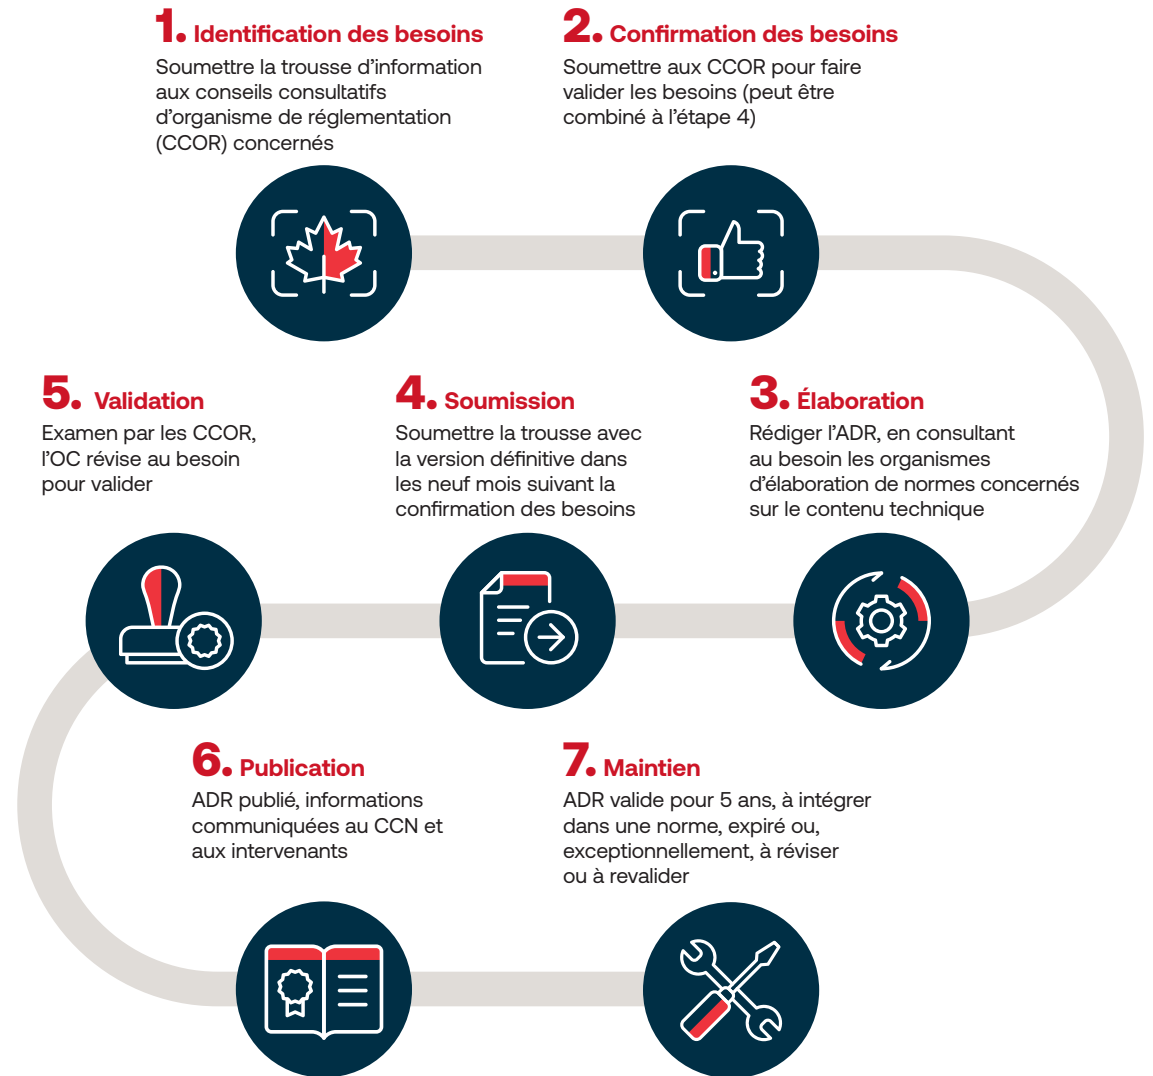 1. Identification des besoins
Soumettre la trousse d'information
aux conseils consultatifs
d'organisme de réglementation
(CCOR) concernés
2. Confirmation des besoins
Soumettre aux CCOR pour faire
valider les besoins (peut être
combiné à l'étape 4)
3. Élaboration
Rédiger l'ADR, en consultant
au besoin les organismes
d'élaboration de normes concernés
sur le contenu technique
4. Soumission
Soumettre la trousse avec
la version définitive dans
les neuf mois suivant la
confirmation des besoins
5. Validation
Examen par les CCOR,
l'OC révise au besoin
pour valider
6. Publication
ADR publié, informations
communiquées au CCN et
aux intervenants
7. Maintien
ADR valide pour 5 ans, à intégrer
dans une norme, expiré ou,
exceptionnellement, à réviser
ou à revalider